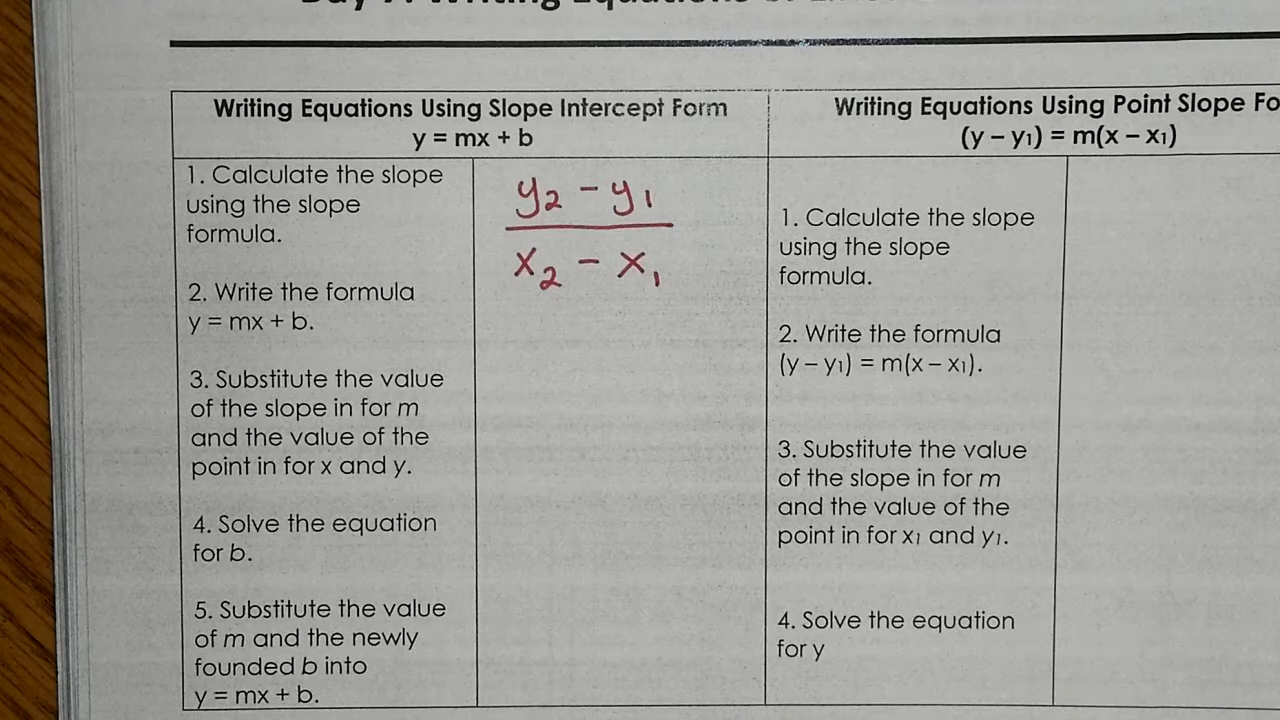 Writing Equations Using Slope Intercept Form
y = mx + b
1. Calculate the slope
using the slope
formula.
2. Write the formula
y = mx + b.
3. Substitute the value
of the slope in for m
and the value of the
point in for x and y.
4. Solve the equation
for b.
5. Substitute the value
of m and the newly
founded b into
y = mx + b.
y₂ - y₁
x₂ - x₁
Writing Equations Using Point Slope Fo
(y – y₁) = m(x – x₁)
1. Calculate the slope
using the slope
formula.
2. Write the formula
(y – y₁) = m(x – x₁).
3. Substitute the value
of the slope in for m
and the value of the
point in for x₁ and y₁.
4. Solve the equation
for y